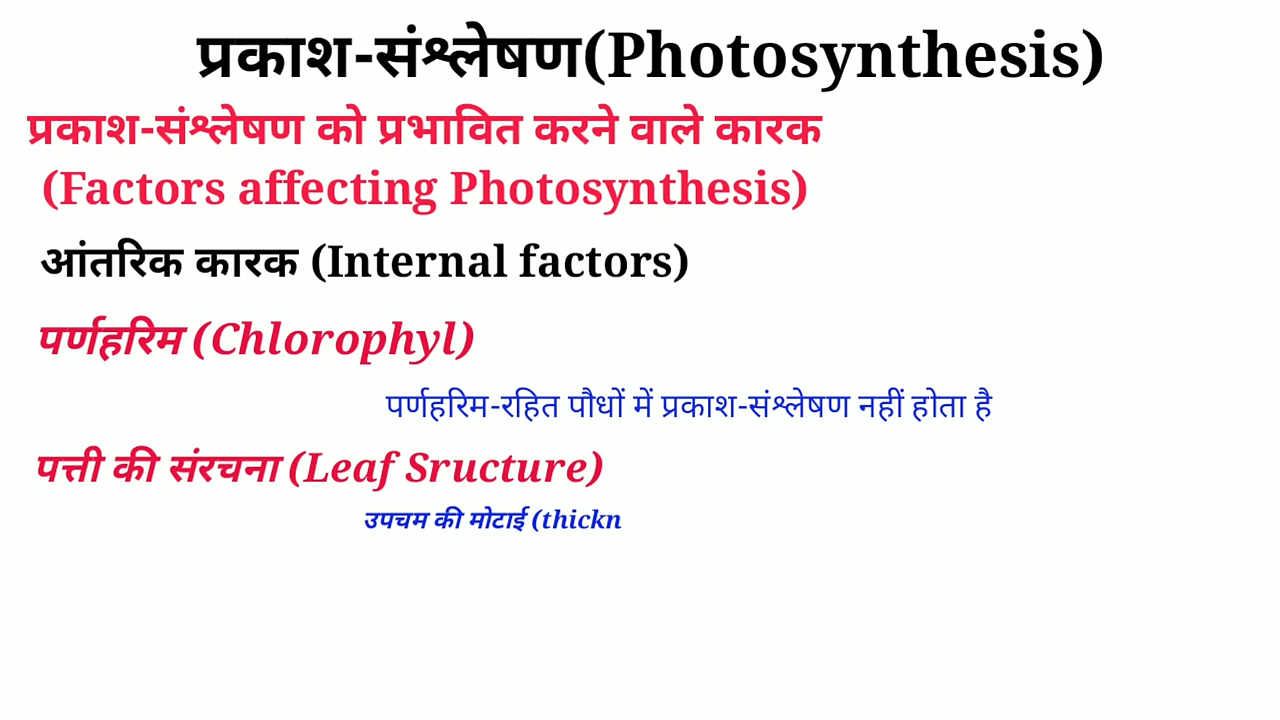 प्रकाश-संश्लेषण(Photosynthesis)
प्रकाश-संश्लेषण को प्रभावित करने वाले कारक
(Factors affecting Photosynthesis)
आंतरिक कारक (Internal factors)
पर्णहरिम (Chlorophyl)
पर्णहरिम-रहित पौधों में प्रकाश-संश्लेषण नहीं होता है
पत्ती की संरचना (Leaf Sructure)
उपचम की मोटाई (thickn